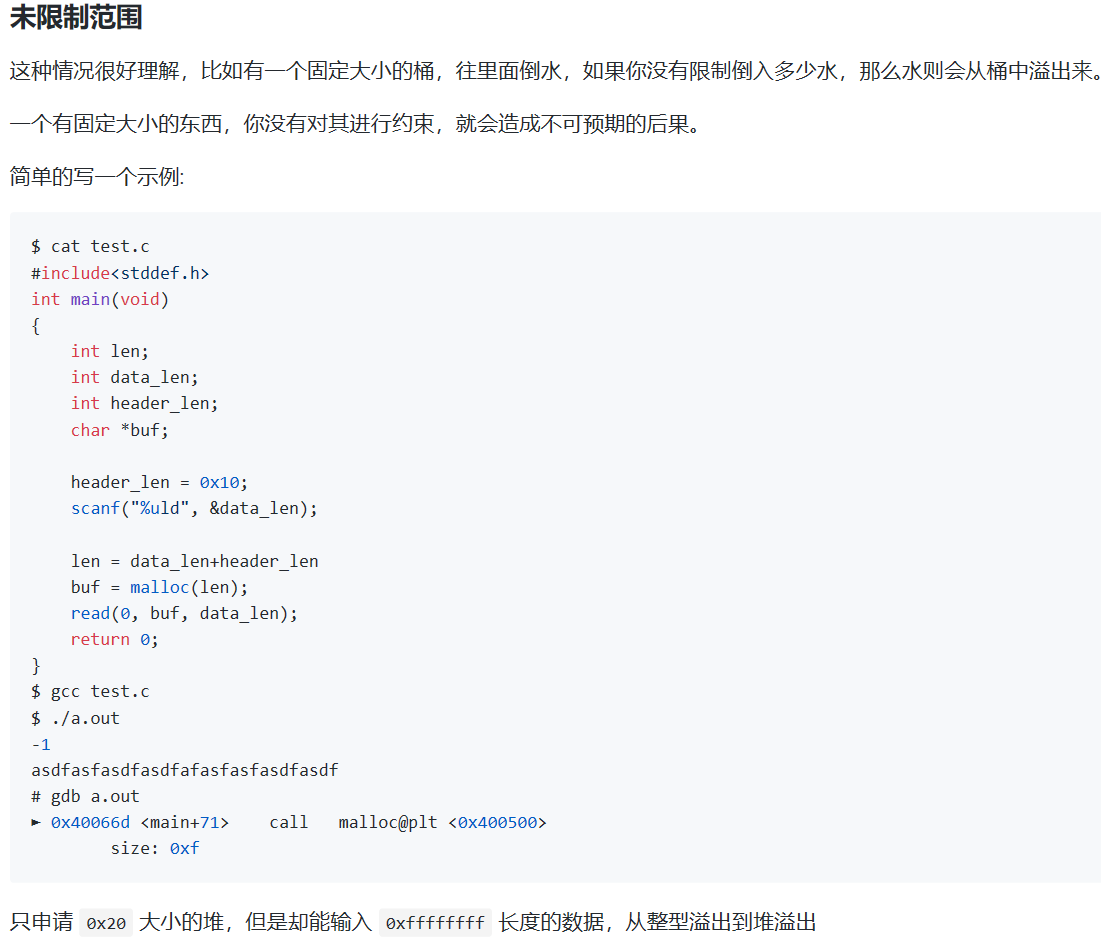 未限制范围
这种情况很好理解，比如有一个固定大小的桶，往里面倒水，如果你没有限制倒入多少水，那么水则会从桶中溢出来。
一个有固定大小的东西，你没有对其进行约束，就会造成不可预期的后果。
简单的写一个示例:
$ cat test.c
#include<stddef.h>
int main(void)
{
    int len;
    int data_len;
    int header_len;
    char *buf;

    header_len = 0x10;
    scanf("%uld", &data_len);

    len = data_len+header_len
    buf = malloc(len);
    read(0, buf, data_len);
    return 0;
}
$ gcc test.c
$ ./a.out
-1
asdfasfasdfasdfafasfasfasdfasdf
# gdb a.out
► 0x40066d <main+71>    call   malloc@plt <0x400500>
        size: 0xf
只申请 0x20 大小的堆，但是却能输入 0xffffffff 长度的数据，从整型溢出到堆溢出